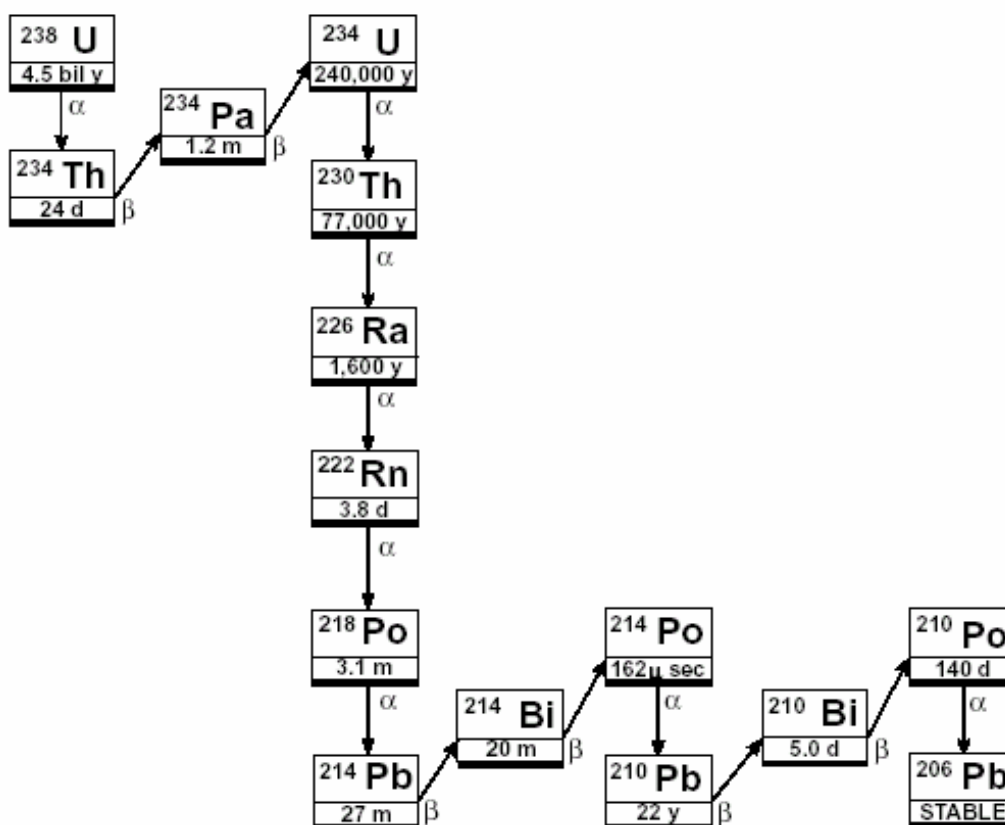 238 U
4.5 bil y
α
234 Th
24 d
β
234 Pa
1.2 m
β
234 U
240,000 y
α
230 Th
77,000 y
α
226 Ra
1,600 y
α
222 Rn
3.8 d
α
218 Po
3.1 m
α
214 Pb
27 m
β
214 Bi
20 m
β
214 Po
162µ sec
α
210 Pb
22 y
β
210 Bi
5.0 d
β
210 Po
140 d
α
206 Pb
STABLE